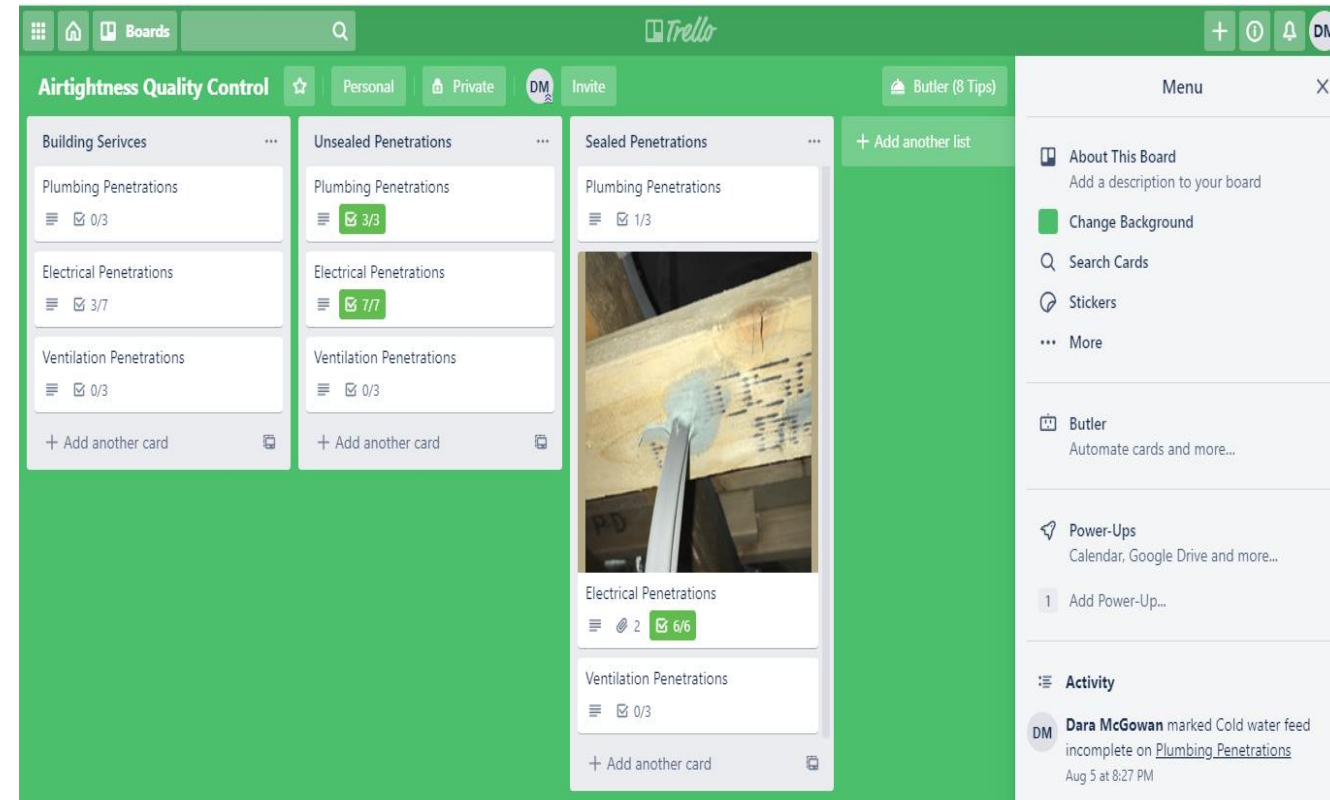 Boards
Trello
DM
Airtightness Quality Control
Personal
Private
DM
Invite
Butler (8 Tips)
Building Serivces
Plumbing Penetrations
0/3
Electrical Penetrations
3/7
Ventilation Penetrations
0/3
+ Add another card
Unsealed Penetrations
Plumbing Penetrations
3/3
Electrical Penetrations
7/7
Ventilation Penetrations
0/3
+ Add another card
Sealed Penetrations
Plumbing Penetrations
1/3
Electrical Penetrations
2 6/6
Ventilation Penetrations
0/3
+ Add another card
+ Add another list
Menu
About This Board
Add a description to your board
Change Background
Search Cards
Stickers
More
Butler
Automate cards and more...
Power-Ups
Calendar, Google Drive and more...
1 Add Power-Up...
Activity
DM
Dara McGowan marked Cold water feed
incomplete on Plumbing Penetrations
Aug 5 at 8:27 PM